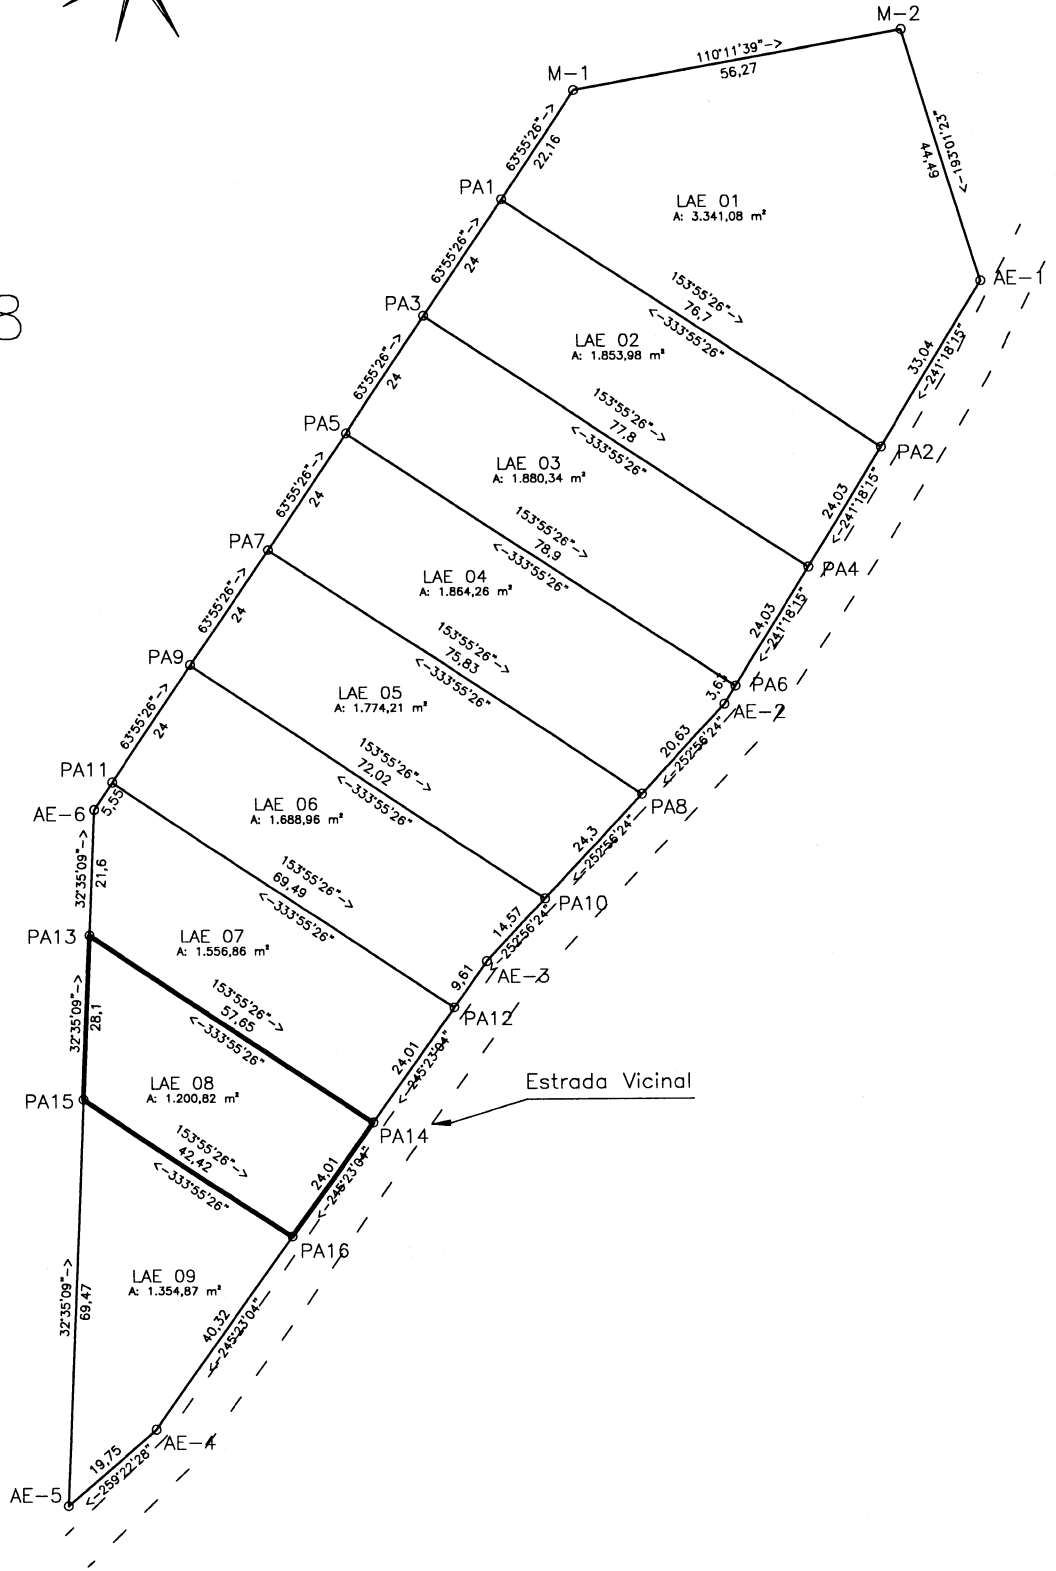 M-2
110°11'39"->
56,27
M-1
63°55'26"->
22,16
<-193°01'23"
44,49
PA1
LAE 01
A: 3.341,08 m²
63°55'26"->
24
AE-1
153°55'26"->
76,7
<-333°55'26"
PA3
33,04
<-241°18'15"
LAE 02
A: 1.853,98 m²
63°55'26"->
24
8
153°55'26"->
77,8
<-333°55'26"
PA5
PA2
LAE 03
A: 1.880,34 m²
63°55'26"->
24
24,03
<-241°18'15"
153°55'26"->
78,9
<-333°55'26"
PA7
PA4
LAE 04
A: 1.864,26 m²
63°55'26"->
24
24,03
<-241°18'15"
153°55'26"->
75,83
<-333°55'26"
PA9
PA6
3,63
AE-2
LAE 05
A: 1.774,21 m²
63°55'26"->
24
20,63
<-252°56'24"
153°55'26"->
72,02
<-333°55'26"
PA11
PA8
AE-6
5,55
LAE 06
A: 1.688,96 m²
24,3
<-252°56'24"
32°35'09"->
21,6
153°55'26"->
69,49
<-333°55'26"
PA10
14,57
<-252°56'24"
PA13
LAE 07
A: 1.556,86 m²
AE-3
9,61
PA12
32°35'09"->
28,1
153°55'26"->
57,65
<-333°55'26"
24,01
<-245°23'04"
LAE 08
A: 1.200,82 m²
Estrada Vicinal
PA15
PA14
153°55'26"->
42,42
<-333°55'26"
24,01
<-245°23'04"
PA16
LAE 09
A: 1.354,87 m²
32°35'09"->
69,47
40,32
<-245°23'04"
AE-4
19,75
<-259°22'28"
AE-5